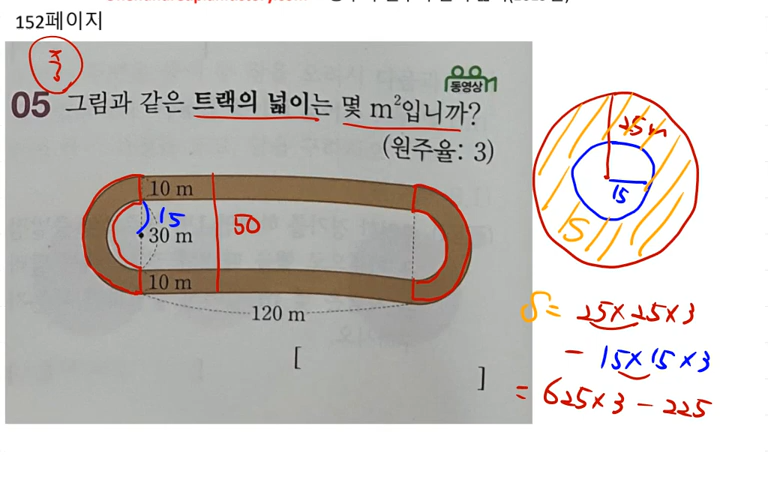 152페이지
중
동영상
05 그림과 같은 트랙의 넓이는 몇 m²입니까?
(원주율: 3)
10 m
15
30 m
50
10 m
120 m
[
]
25m
15
S
S= 25×25×3
- 15×15×3
= 625×3 - 225